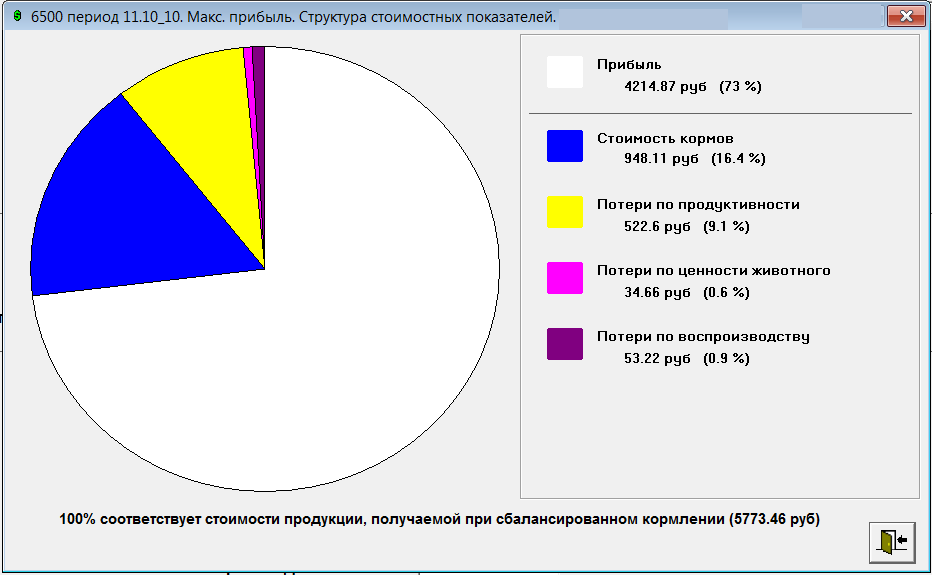 6500 период 11.10_10. Макс. прибыль. Структура стоимостных показателей.
Прибыль
4214.87 руб (73 %)
Стоимость кормов
948.11 руб (16.4 %)
Потери по продуктивности
522.6 руб (9.1 %)
Потери по ценности животного
34.66 руб (0.6 %)
Потери по воспроизводству
53.22 руб (0.9 %)
100% соответствует стоимости продукции, получаемой при сбалансированном кормлении (5773.46 руб)